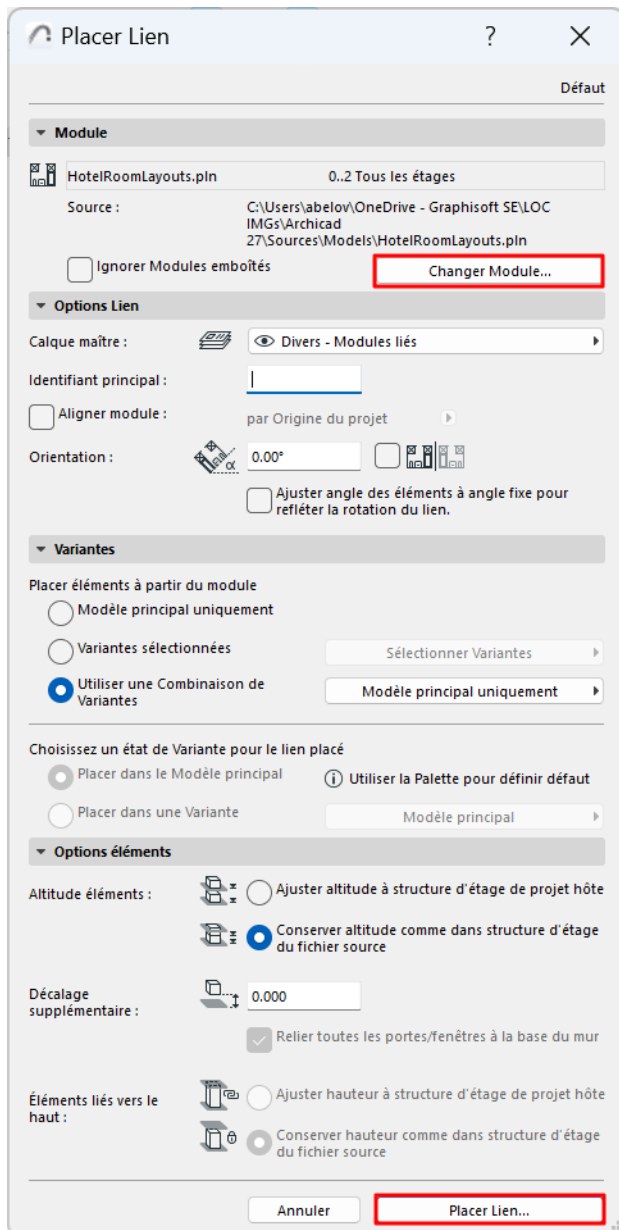 Placer Lien
?
Défaut
Module
HotelRoomLayouts.pln 0..2 Tous les étages
Source : C:\Users\abelov\OneDrive - Graphisoft SE\LOC
IMGs\Archicad
27\Sources\Models\HotelRoomLayouts.pln
Ignorer Modules emboîtés Changer Module...
Options Lien
Calque maître : Divers - Modules liés
Identifiant principal :
Aligner module : par Origine du projet
Orientation : α 0.00°
Ajuster angle des éléments à angle fixe pour
refléter la rotation du lien.
Variantes
Placer éléments à partir du module
Modèle principal uniquement
Variantes sélectionnées Sélectionner Variantes
Utiliser une Combinaison de
Variantes
Modèle principal uniquement
Choisissez un état de Variante pour le lien placé
Placer dans le Modèle principal Utiliser la Palette pour définir défaut
Placer dans une Variante Modèle principal
Options éléments
Altitude éléments : Ajuster altitude à structure d'étage de projet hôte
Conserver altitude comme dans structure d'étage
du fichier source
Décalage
supplémentaire :
0.000
Relier toutes les portes/fenêtres à la base du mur
Éléments liés vers le
haut :
Ajuster hauteur à structure d'étage de projet hôte
Conserver hauteur comme dans structure d'étage
du fichier source
Annuler Placer Lien...